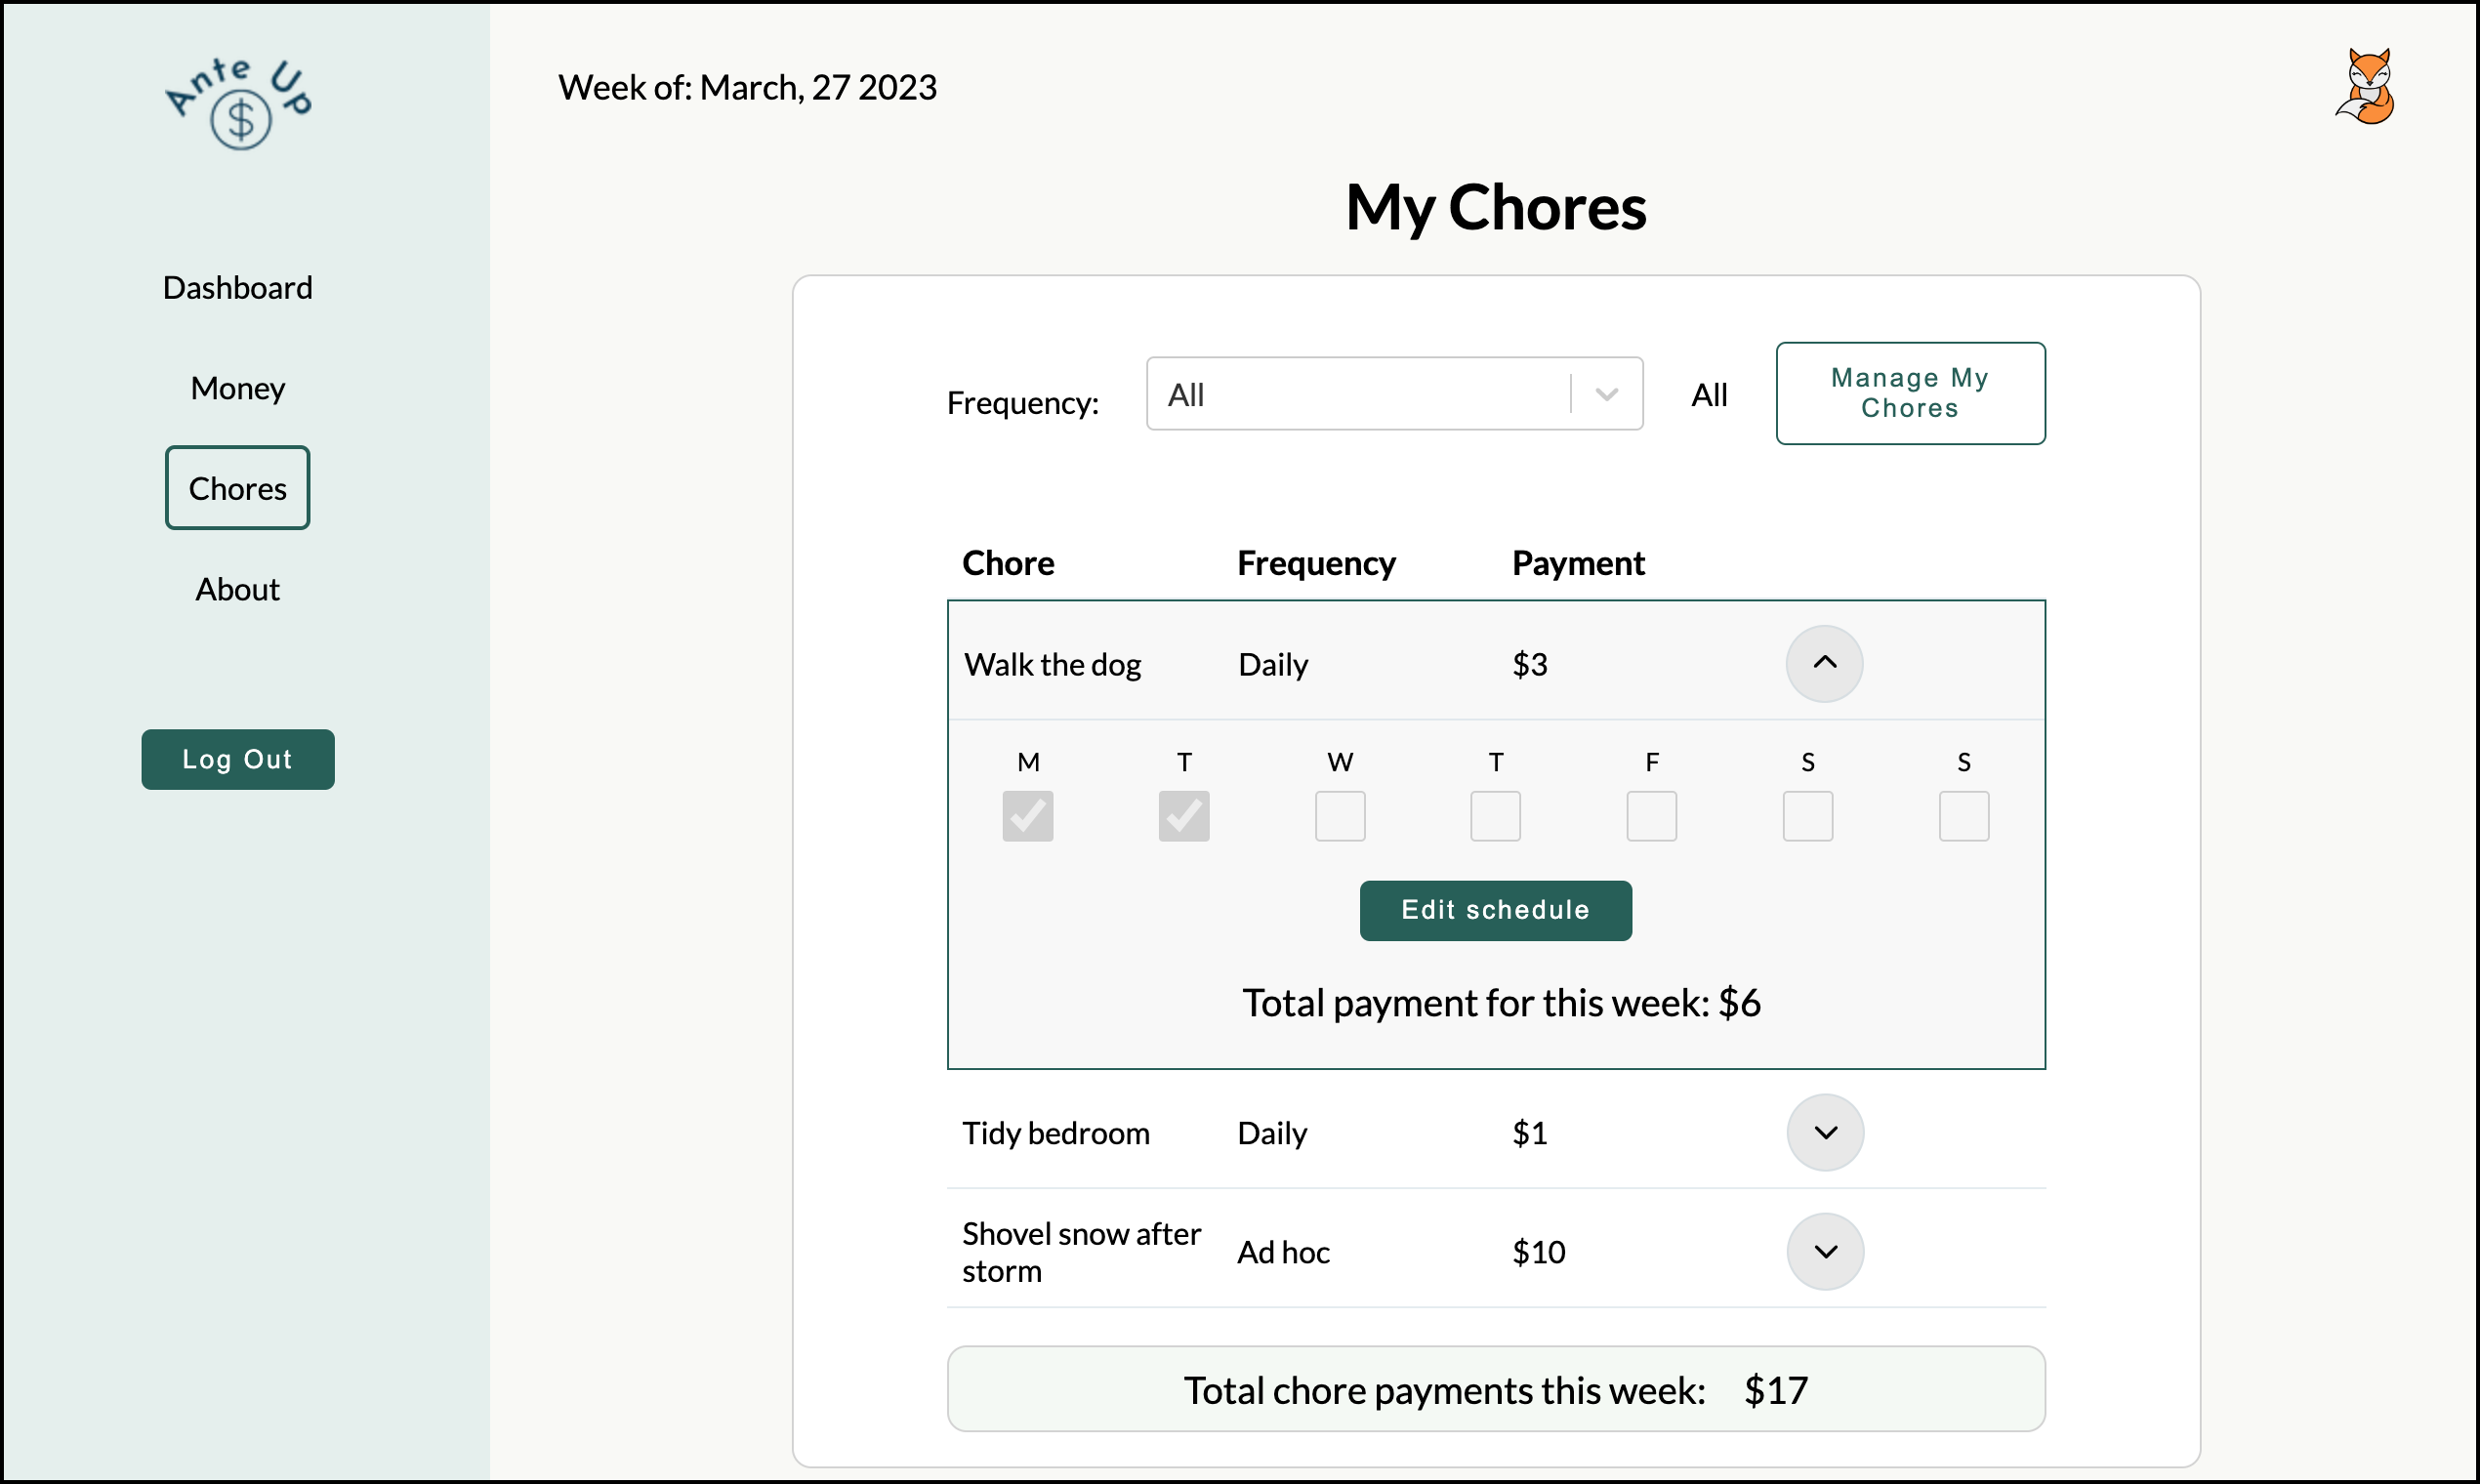 Ante Up
$
Dashboard
Money
Chores
About
Log Out
Week of: March, 27 2023
My Chores
Frequency: All All Manage My
Chores
Chore Frequency Payment
Walk the dog Daily $3
M T W T F S S
Edit schedule
Total payment for this week: $6
Tidy bedroom Daily $1
Shovel snow after
storm Ad hoc $10
Total chore payments this week: $17